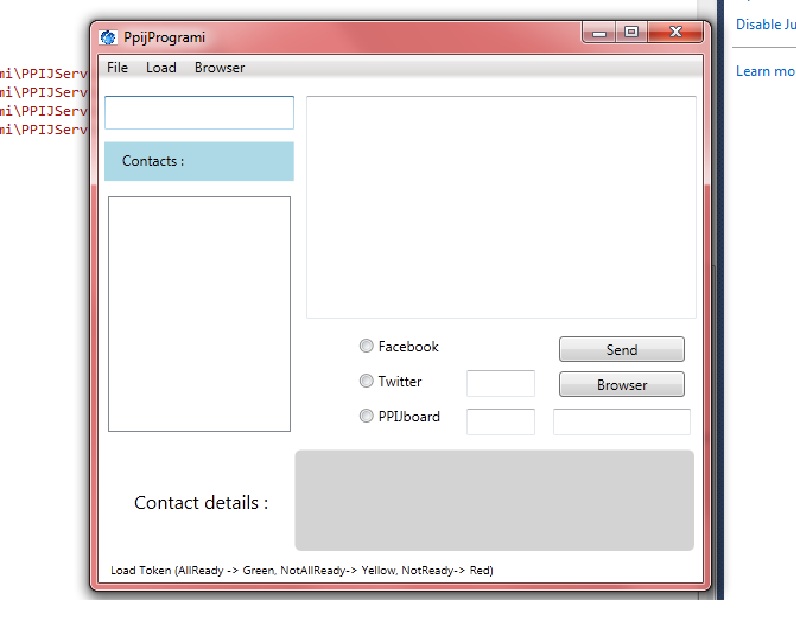 PpijProgrami
File Load Browser
mi\PPIJServ
mi\PPIJServ
mi\PPIJServ
mi\PPIJServ
Disable Ju
Learn mo
Contacts :
Facebook
Send
Twitter
Browser
PPIJboard
Contact details :
Load Token (AllReady -> Green, NotAllReady-> Yellow, NotReady-> Red)